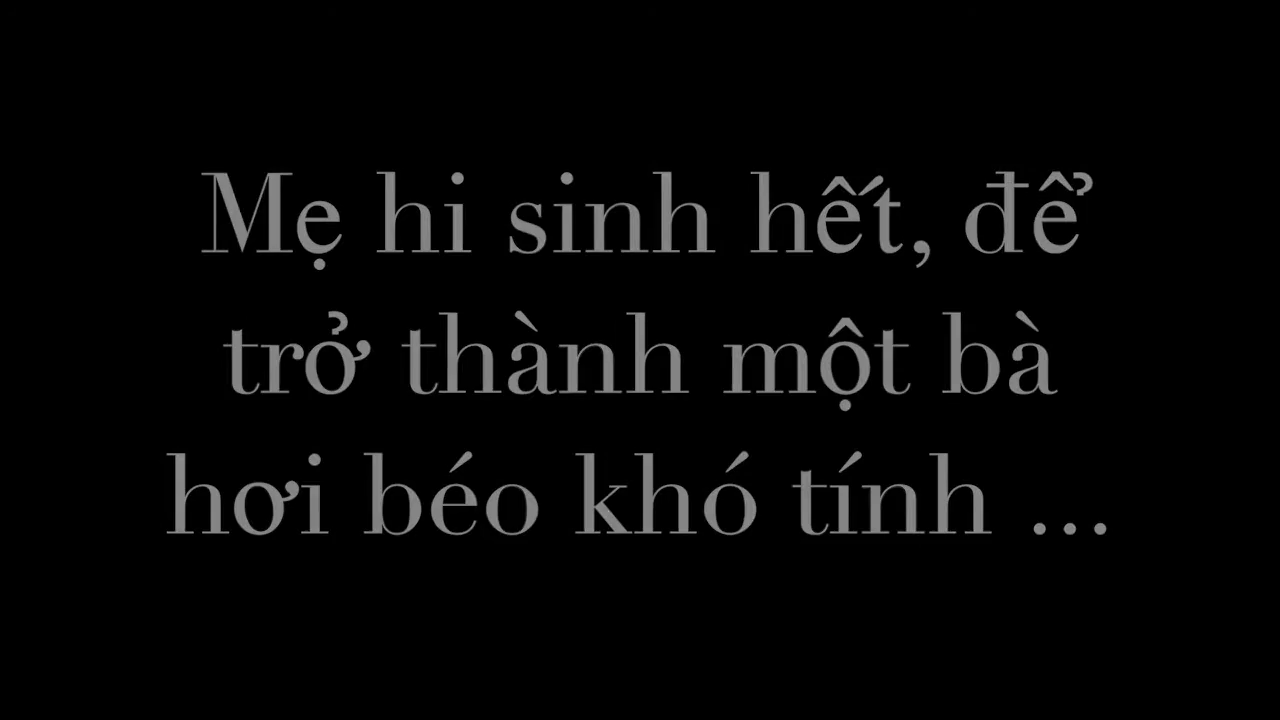 Mẹ hi sinh hết, để
trở thành một bà
hơi béo khó tính ...